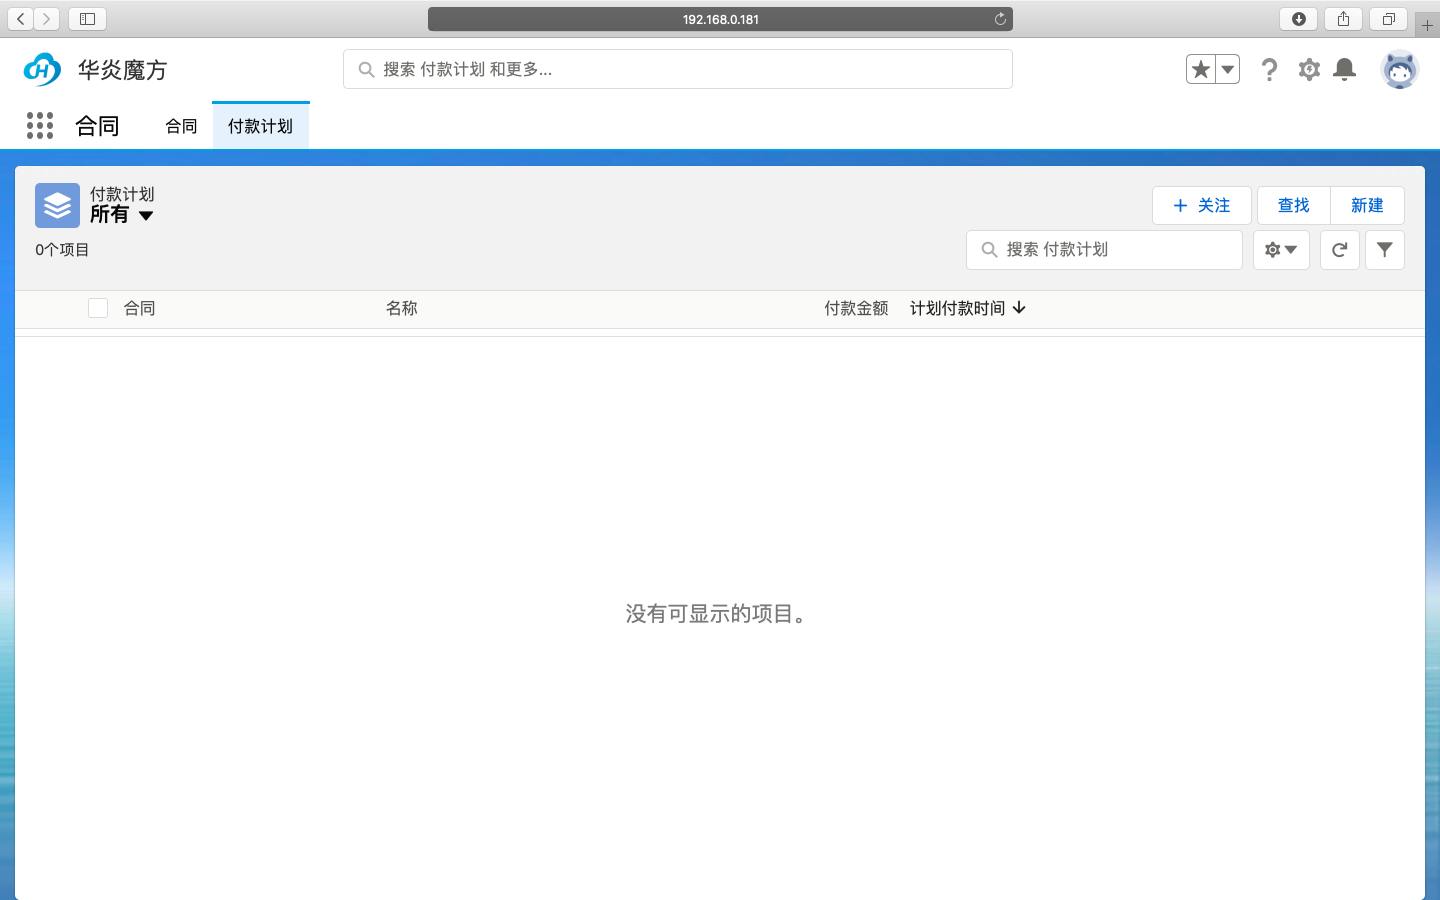 192.168.0.181
华炎魔方
搜索 付款计划 和更多...
合同
合同
付款计划
付款计划
所有
关注
查找
新建
0个项目
搜索 付款计划
合同
名称
付款金额
计划付款时间
没有可显示的项目。